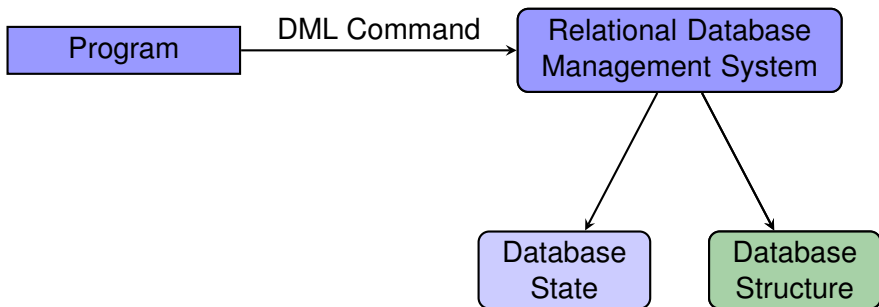 Program
DML Command
Relational Database
Management System
Database
State
Database
Structure